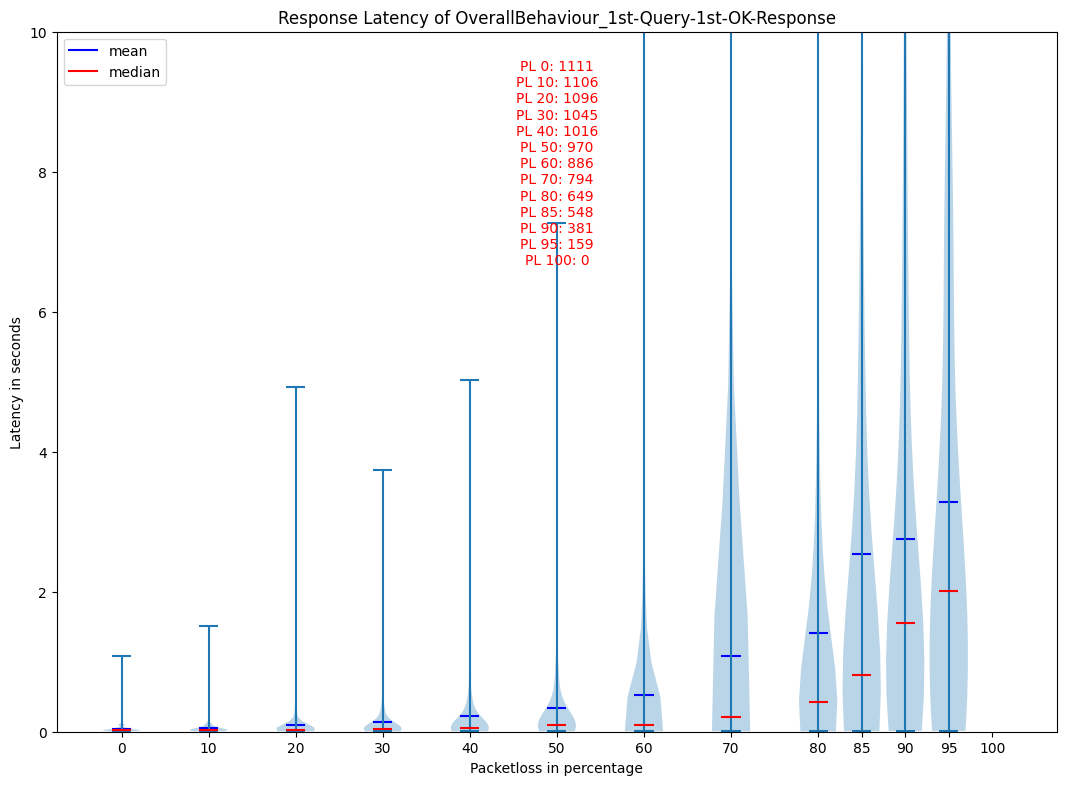 Response Latency of OverallBehaviour_1st-Query-1st-OK-Response
mean
median
PL 0: 1111
PL 10: 1106
PL 20: 1096
PL 30: 1045
PL 40: 1016
PL 50: 970
PL 60: 886
PL 70: 794
PL 80: 649
PL 85: 548
PL 90: 381
PL 95: 159
PL 100: 0
Latency in seconds
10
8
6
4
2
0
0 10 20 30 40 50 60 70 80 85 90 95 100
Packetloss in percentage